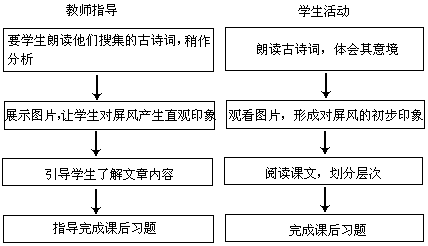 教师指导
学生活动
要学生朗读他们搜集的古诗词，稍作
分析
朗读古诗词，体会其意境
展示图片，让学生对屏风产生直观印象
观看图片，形成对屏风的初步印象
引导学生了解文章内容
阅读课文，划分层次
指导完成课后习题
完成课后习题